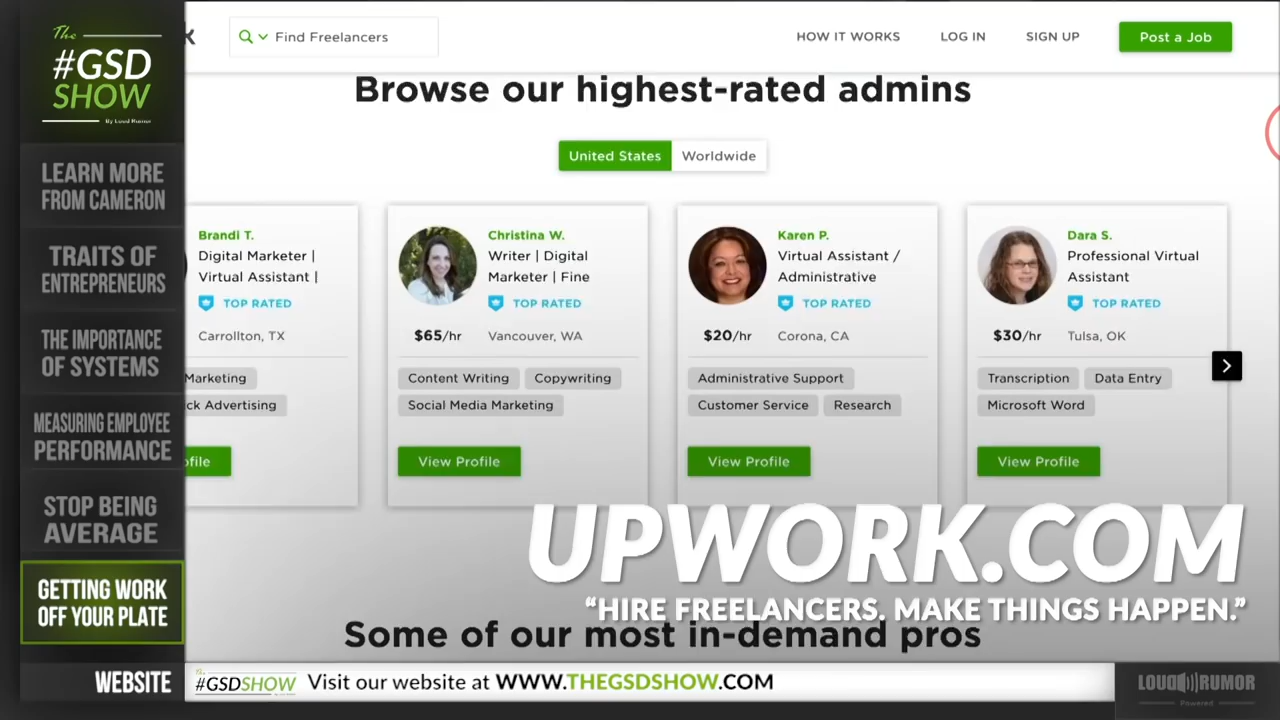 The
#GSD
SHOW
By Loud Rumor
LEARN MORE
FROM CAMERON
TRAITS OF
ENTREPRENEURS
THE IMPORTANCE
OF SYSTEMS
MEASURING EMPLOYEE
PERFORMANCE
STOP BEING
AVERAGE
GETTING WORK
OFF YOUR PLATE
WEBSITE
k
Find Freelancers
HOW IT WORKS
LOG IN
SIGN UP
Post a Job
Browse our highest-rated admins
United States
Worldwide
Brandi T.
Digital Marketer |
Virtual Assistant |
TOP RATED
Carrollton, TX
Marketing
ck Advertising
ofile
Christina W.
Writer | Digital
Marketer | Fine
TOP RATED
$65/hr
Vancouver, WA
Content Writing
Copywriting
Social Media Marketing
View Profile
Karen P.
Virtual Assistant /
Administrative
TOP RATED
$20/hr
Corona, CA
Administrative Support
Customer Service
Research
View Profile
Dara S.
Professional Virtual
Assistant
TOP RATED
$30/hr
Tulsa, OK
Transcription
Data Entry
Microsoft Word
View Profile
UPWORK.COM
“HIRE FREELANCERS. MAKE THINGS HAPPEN.”
Some of our most in-demand pros
The
#GSDSHOW
Visit our website at WWW.THEGSDSHOW.COM
LOUD RUMOR
Powered